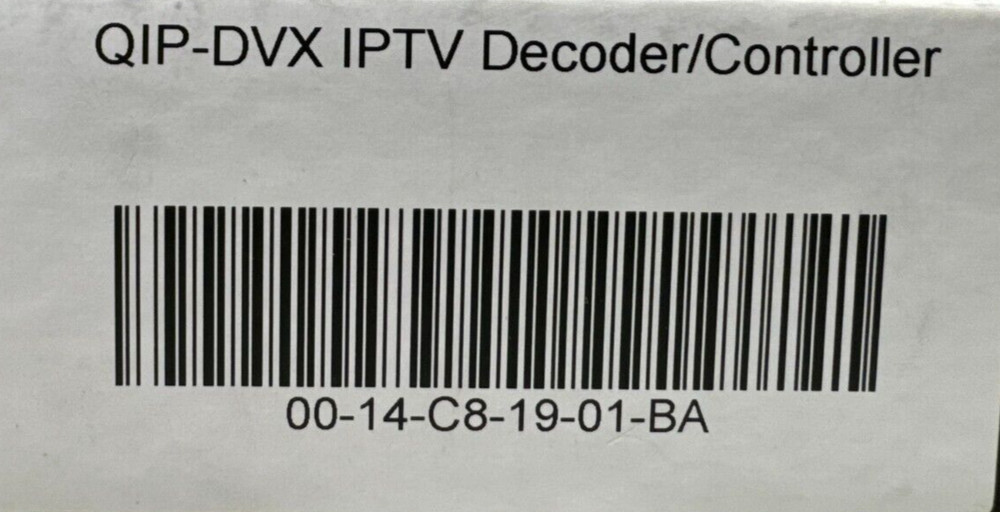 QIP-DVX IPTV Decoder/Controller
00-14-C8-19-01-BA